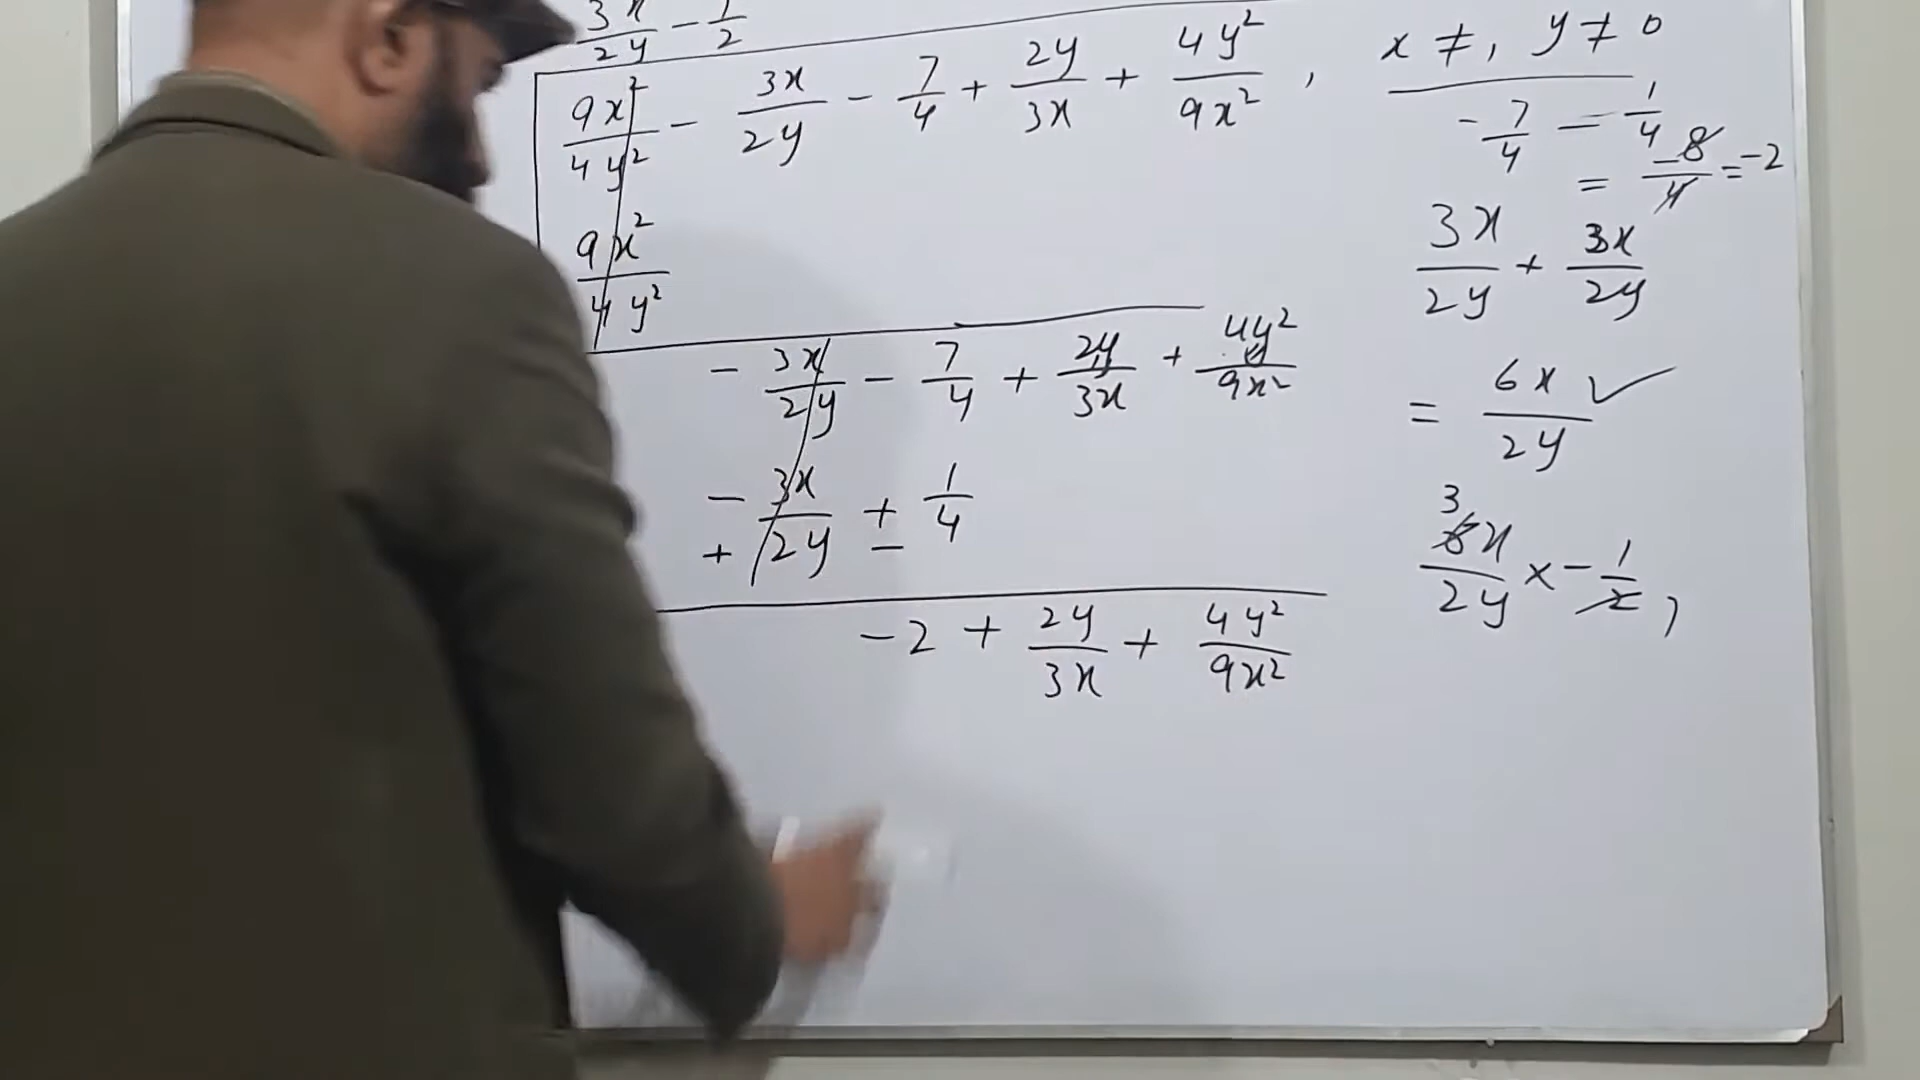 3x/2y - 1/2
9x²/4y² - 3x/2y - 7/4 + 2y/3x + 4y²/9x² , x ≠, y ≠ 0
9x²/4y²
- 3x/2y - 7/4 + 2y/3x + 4y²/9x²
- 3x/2y + 1/4
+ -
-2 + 2y/3x + 4y²/9x²
-7/4 - 1/4
= -8/4 = -2
3x/2y + 3x/2y
= 6x/2y ✓
3
6x/2y × -1/2 ,